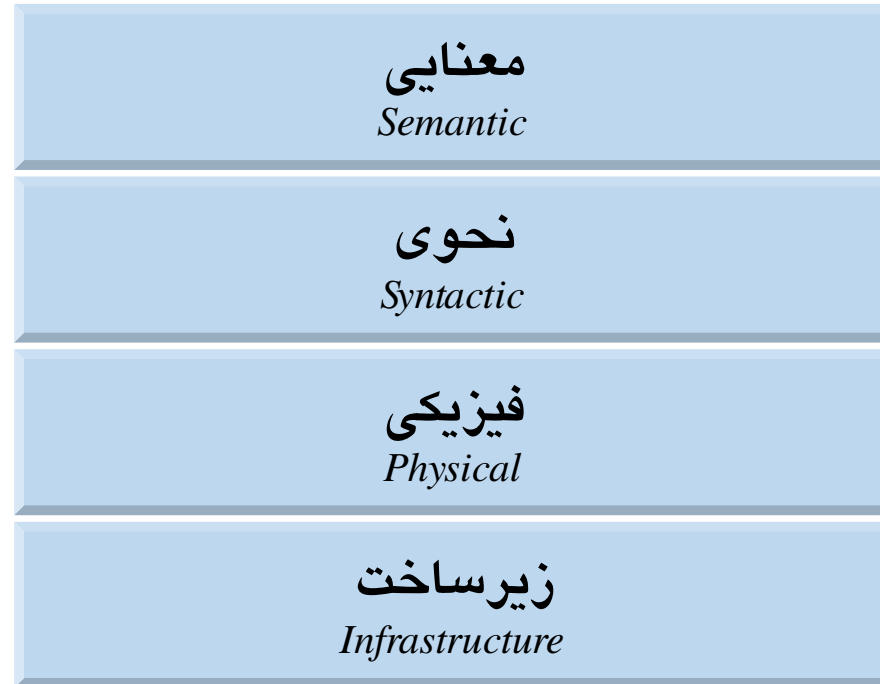 معنایی
Semantic
نحوی
Syntactic
فیزیکی
Physical
زیرساخت
Infrastructure